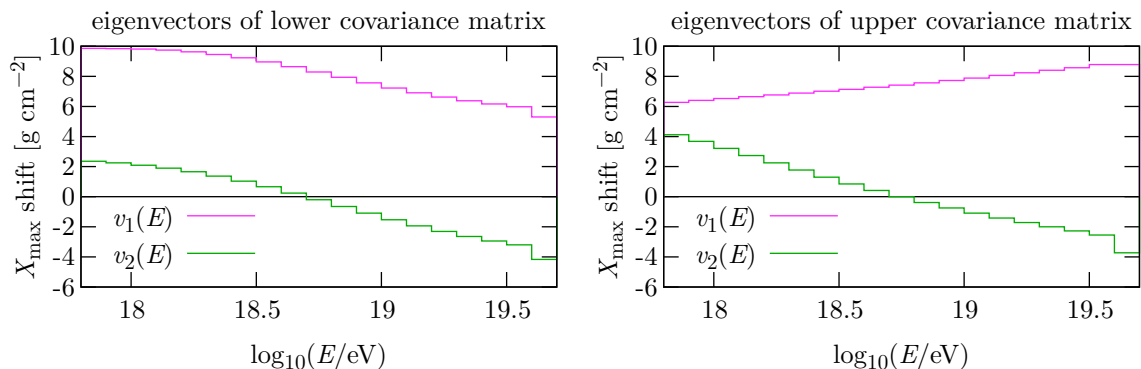 eigenvectors of lower covariance matrix
10
8
6
4
2
0
-2
-4
-6
X_max shift [g cm⁻²]
v₁(E)
v₂(E)
18
18.5
19
19.5
log₁₀(E/eV)
eigenvectors of upper covariance matrix
10
8
6
4
2
0
-2
-4
-6
X_max shift [g cm⁻²]
v₁(E)
v₂(E)
18
18.5
19
19.5
log₁₀(E/eV)